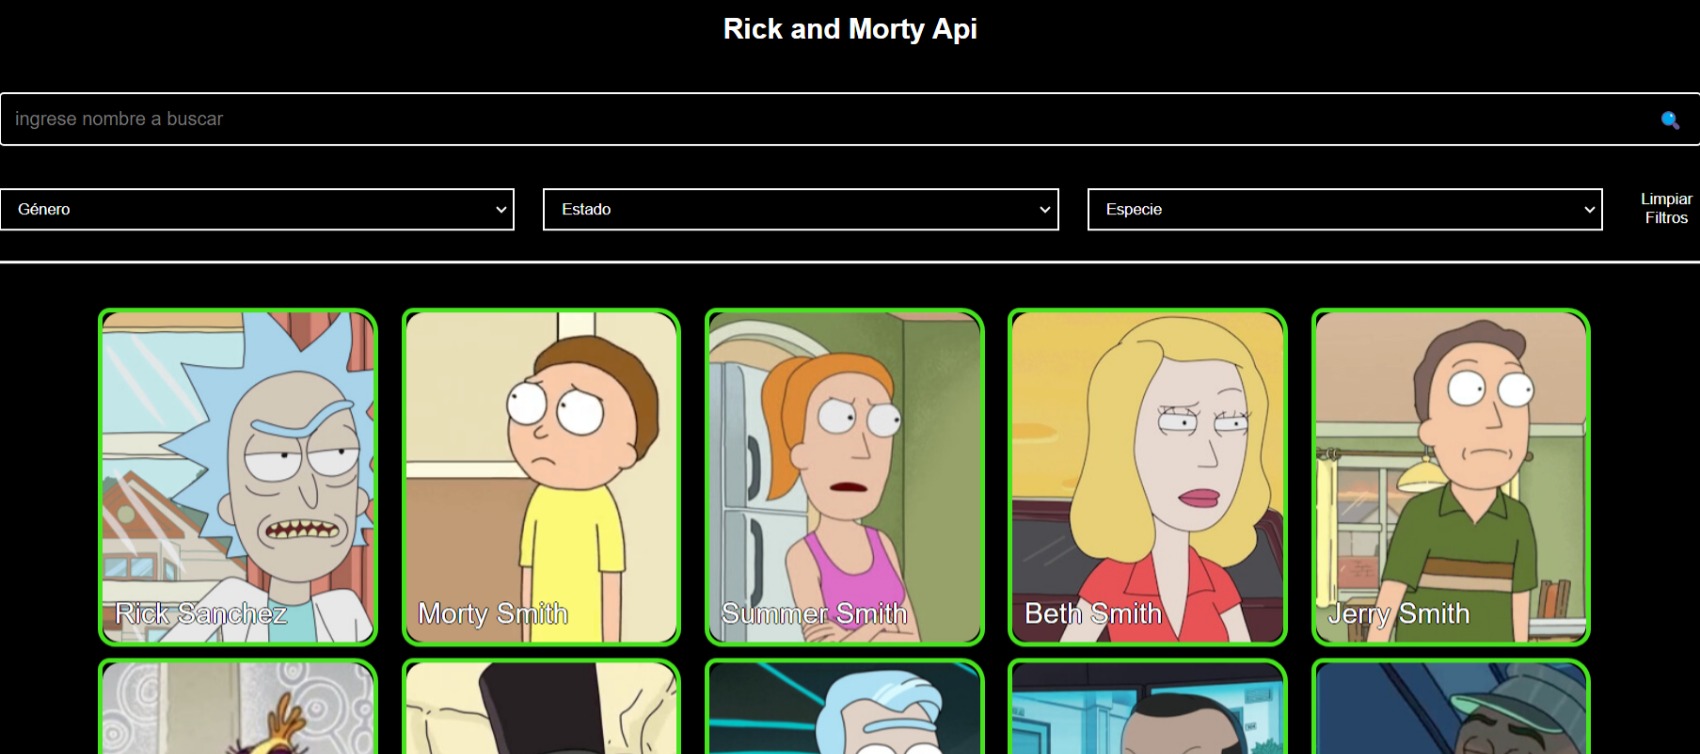 Rick and Morty Api
ingrese nombre a buscar
Género
Estado
Especie
Limpiar
Filtros
Rick Sanchez
Morty Smith
Summer Smith
Beth Smith
Jerry Smith